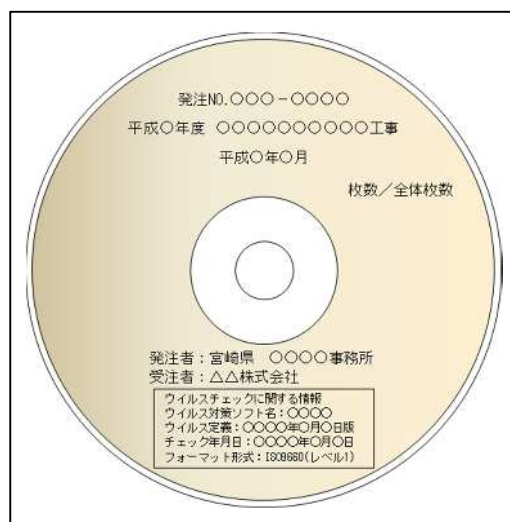 発注NO.○○○－○○○○
平成○年度 ○○○○○○○○○○工事
平成○年○月
枚数／全体枚数
発注者：宮崎県　○○○○事務所
受注者：△△株式会社
ウイルスチェックに関する情報
ウイルス対策ソフト名：○○○○
ウイルス定義：○○○○年○月○日版
チェック年月日：○○○○年○月○日
フォーマット形式：ISO9660(レベル1)